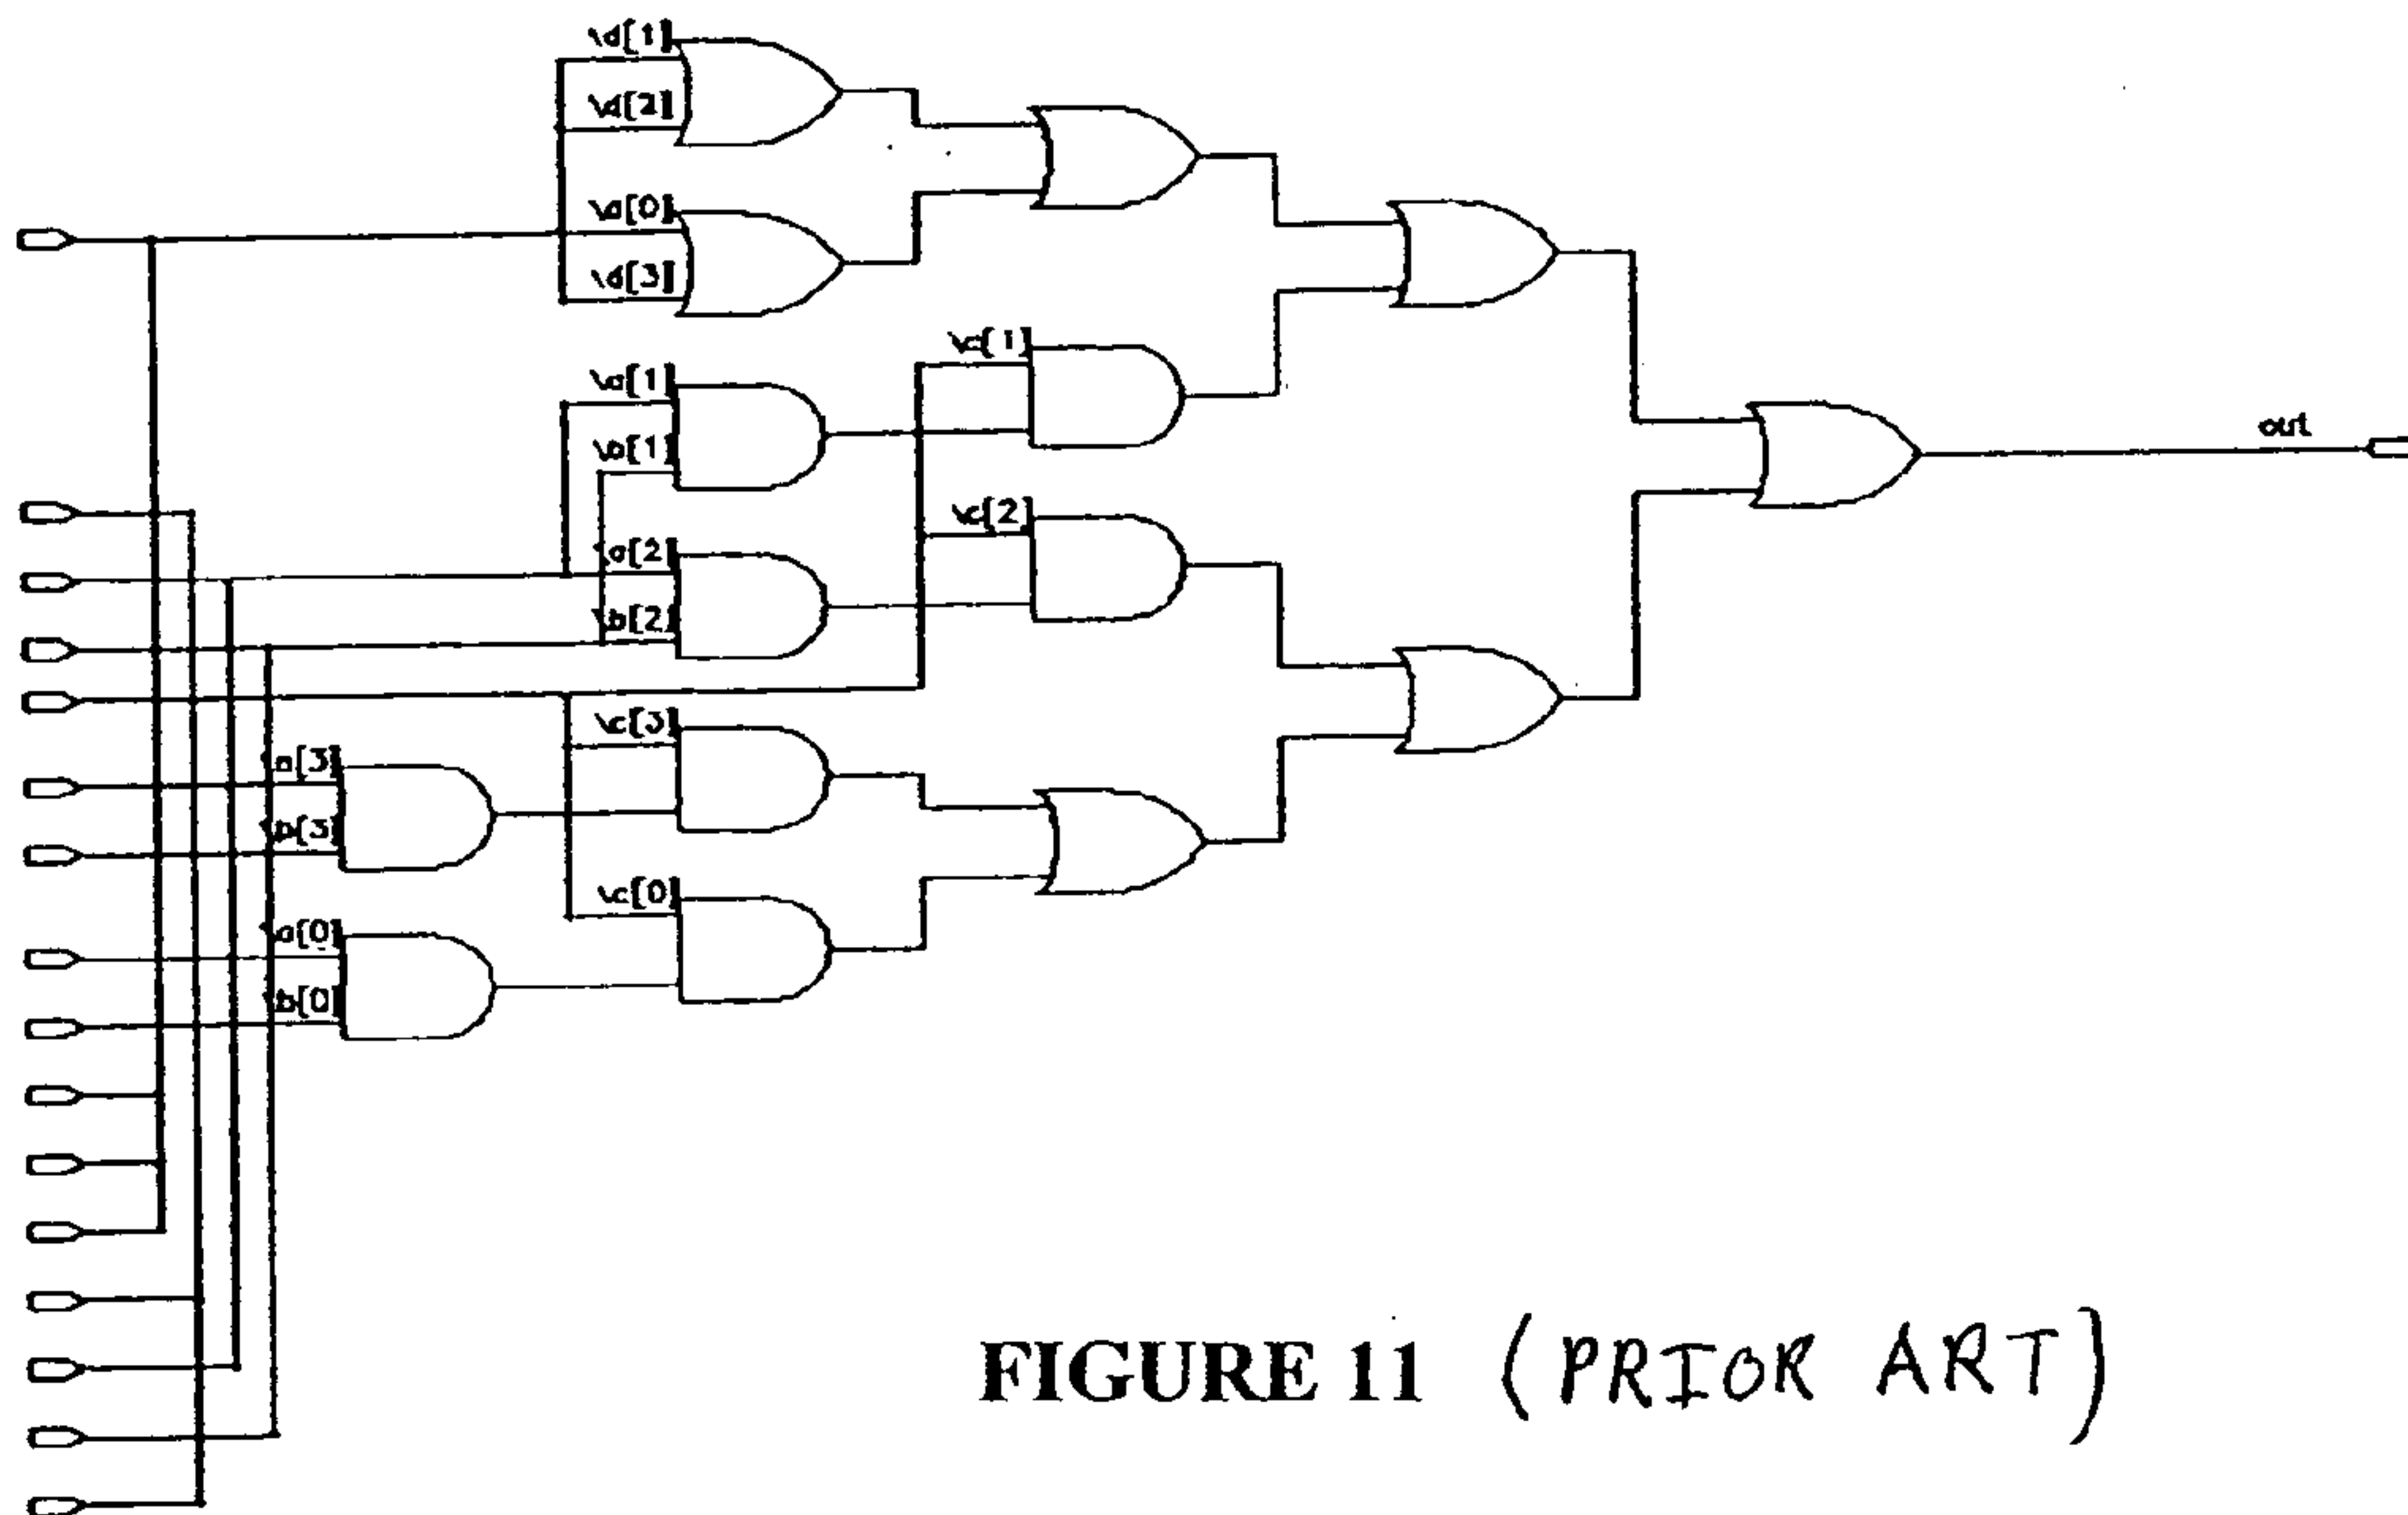 \d[1]
\d[2]
\d[0]
\d[3]
\c[1]
\a[1]
\b[1]
\c[2]
\a[2]
\b[2]
out
\c[3]
\a[3]
\b[3]
\c[0]
\a[0]
\b[0]
FIGURE 11 (PRIOR ART)